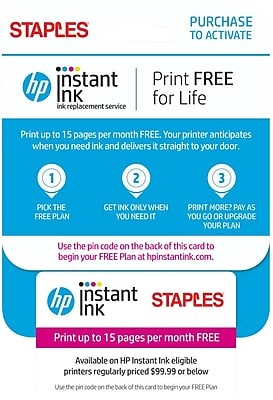 STAPLES
PURCHASE
TO ACTIVATE
hp instant ink
ink replacement service
Print FREE
for Life
Print up to 15 pages per month FREE. Your printer anticipates
when you need ink and delivers it straight to your door.
1
2
3
PICK THE
FREE PLAN
GET INK ONLY WHEN
YOU NEED IT
PRINT MORE? PAY AS
YOU GO OR UPGRADE
YOUR PLAN
Use the pin code on the back of this card to
begin your FREE Plan at hpinstantink.com.
hp instant ink
STAPLES
Print up to 15 pages per month FREE
Available on HP Instant Ink eligible
printers regularly priced $99.99 or below
Use the pin code on the back of this card to begin your FREE Plan